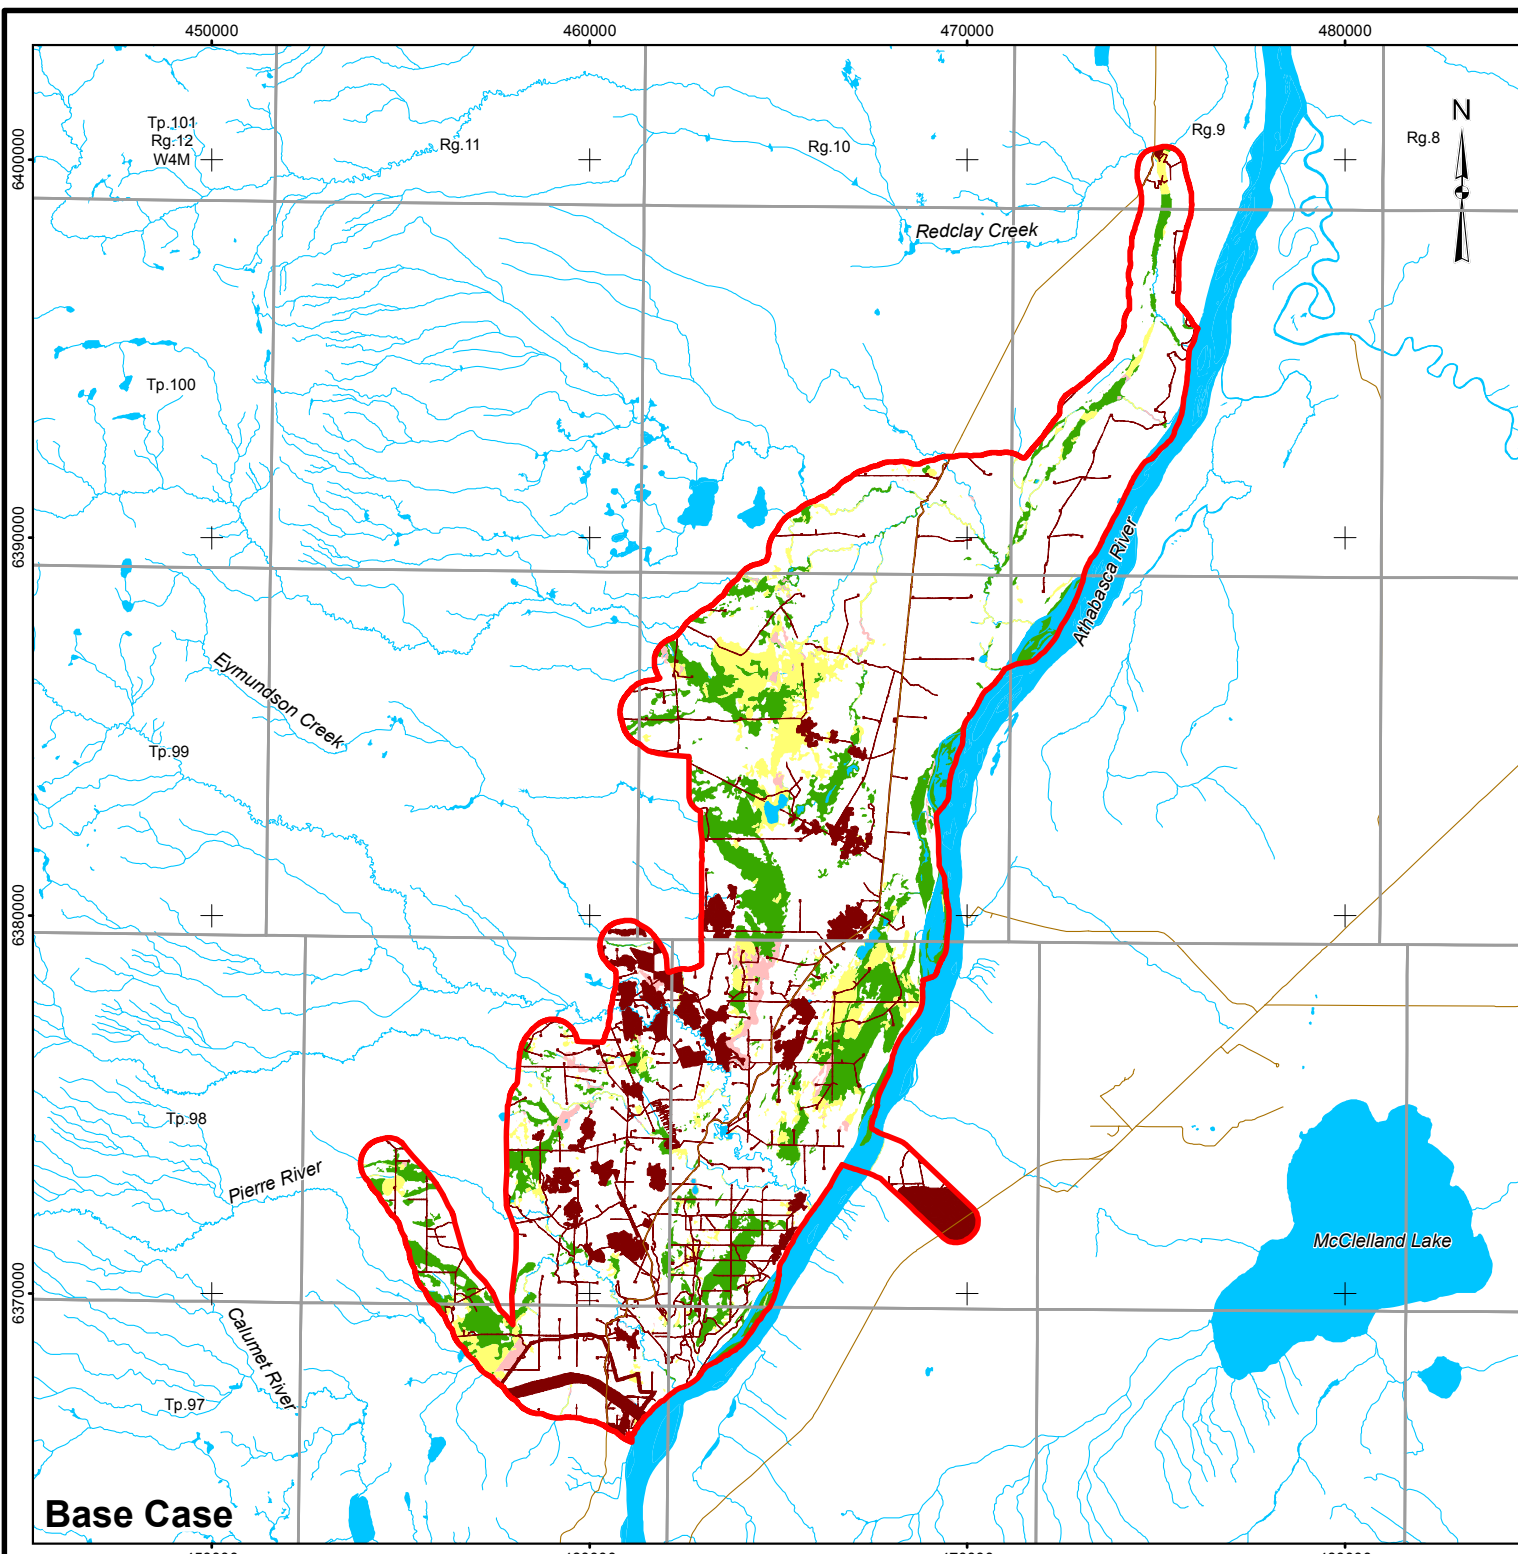 450000
460000
470000
480000
N
Tp.101
Rg.12
W4M
Rg.11
Rg.10
Rg.9
Rg.8
6400000
Redclay Creek
Tp.100
6390000
Athabasca River
Eymundson Creek
Tp.99
6380000
Tp.98
Pierre River
McClelland Lake
6370000
Calumet River
Tp.97
Base Case